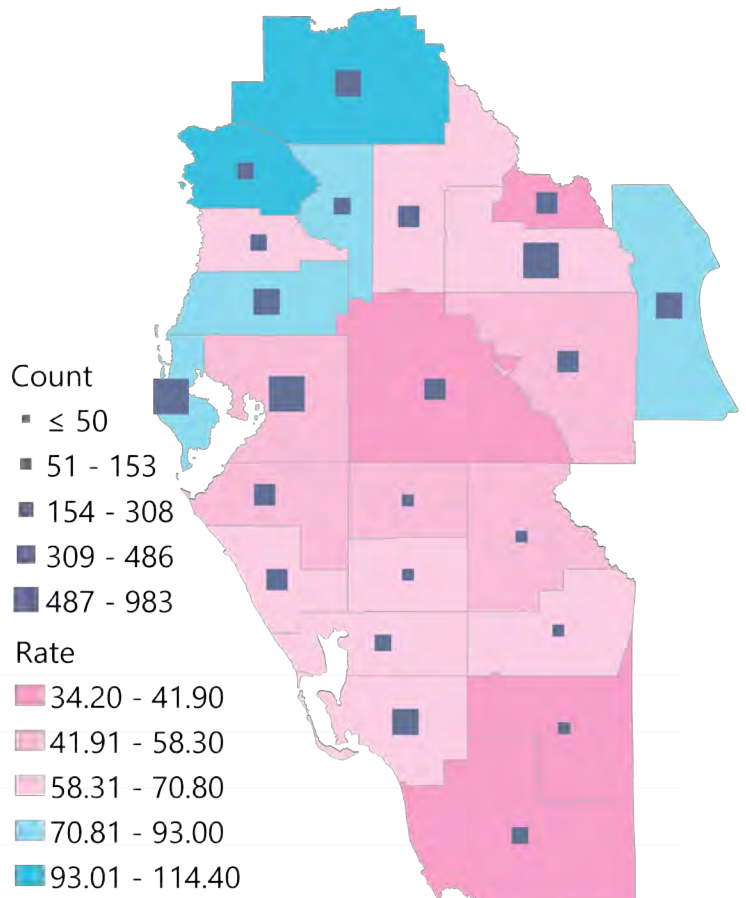 Count
≤ 50
51 - 153
154 - 308
309 - 486
487 - 983
Rate
34.20 - 41.90
41.91 - 58.30
58.31 - 70.80
70.81 - 93.00
93.01 - 114.40